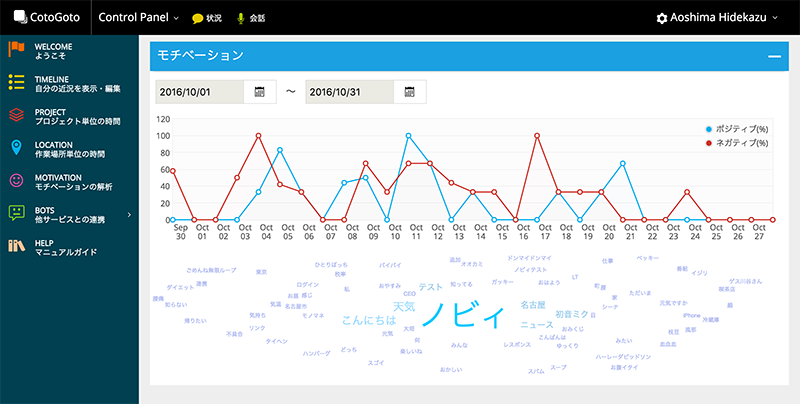 CotoGoto
Control Panel
状況
会話
Aoshima Hidekazu
WELCOME
ようこそ
TIMELINE
自分の近況を表示・編集
PROJECT
プロジェクト単位の時間
LOCATION
作業場所単位の時間
MOTIVATION
モチベーションの解析
BOTS
他サービスとの連携
HELP
マニュアルガイド
モチベーション
2016/10/01
～
2016/10/31
ポジティブ(%)
ネガティブ(%)
120
100
80
60
40
20
0
Sep 30
Oct 01
Oct 02
Oct 03
Oct 04
Oct 05
Oct 06
Oct 07
Oct 08
Oct 09
Oct 10
Oct 11
Oct 12
Oct 13
Oct 14
Oct 15
Oct 16
Oct 17
Oct 18
Oct 19
Oct 20
Oct 21
Oct 22
Oct 23
Oct 24
Oct 25
Oct 26
Oct 27
ごめんね無限ループ
東京
ひとりぼっち
税率
バイバイ
追加
オオカミ
ドンマイドンマイ
ノビィテスト
仕事
ベッキー
番組
イジリ
ダイエット
連携
ログイン
私
おやすみ
テスト
知ってる
ガッキー
おはよう
LT
町
ただいま
ゲス川谷さん
喫茶店
知らない
気温
お題
感じ
名古屋市
CEO
天気
ノビィ
名古屋
家
シーナ
元気ですか
帰りたい
気持ち
モノマネ
こんにちは
初音ミク
日
iPhone
冷蔵庫
不具合
リンク
元気
大坦
ニュース
おみくじ
枝豆
風邪
タイヘン
何
こんばんは
みたい
ハンバーグ
どっち
楽しいね
みんな
レスポンス
ゆっくり
スゴイ
ハーレーダビッドソン
おかしい
スパム
スープ
お腹イタイ